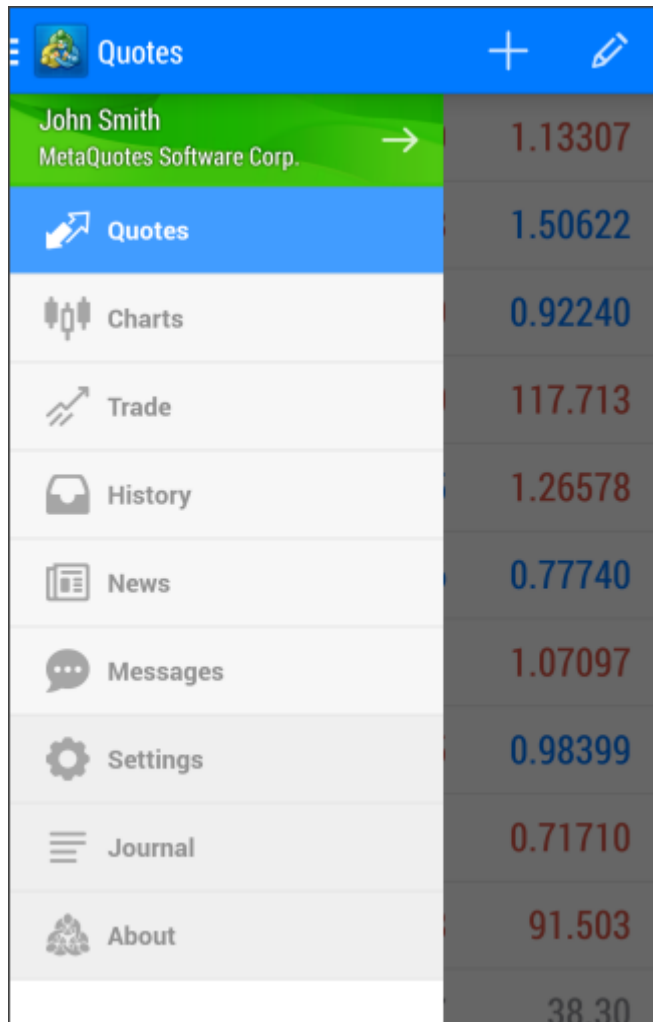 Quotes
John Smith
MetaQuotes Software Corp.
1.13307
Quotes
1.50622
Charts
0.92240
Trade
117.713
History
1.26578
News
0.77740
Messages
1.07097
Settings
0.98399
Journal
0.71710
About
91.503
38.30